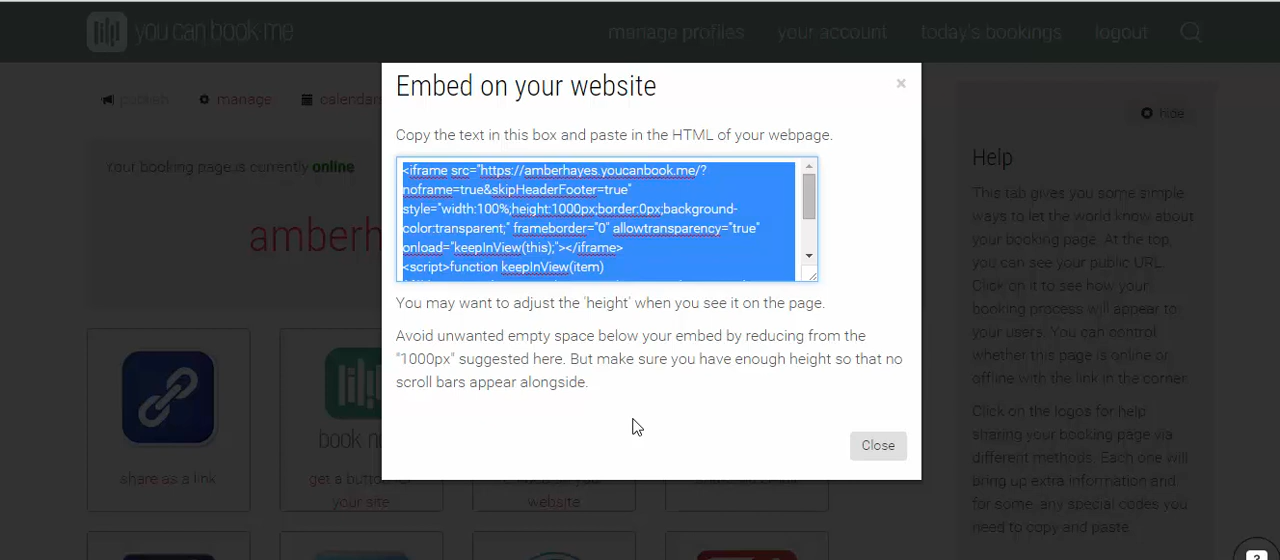 you can book me
manage profiles
your account
today's bookings
logout
publish
manage
calendar
Your booking page is currently online
amberh
Embed on your website
×
Copy the text in this box and paste in the HTML of your webpage.
<iframe src="https://amberhayes.youcanbook.me/?
noframe=true&skipHeaderFooter=true"
style="width:100%;height:1000px;border:0px;background-
color:transparent;" frameborder="0" allowtransparency="true"
onload="keepInView(this);"></iframe>
<script>function keepInView(item)
You may want to adjust the 'height' when you see it on the page.
Avoid unwanted empty space below your embed by reducing from the
"1000px" suggested here. But make sure you have enough height so that no
scroll bars appear alongside.
Close
share as a link
book n
get a butto
your site
website
hide
Help
This tab gives you some simple
ways to let the world know about
your booking page. At the top
you can see your public URL.
Click on it to see how your
booking process will appear to
your users. You can control
whether this page is online or
offline with the link in the corner.
Click on the logos for help
sharing your booking page via
different methods. Each one will
bring up extra information and
for some, any special codes you
need to copy and paste.
?